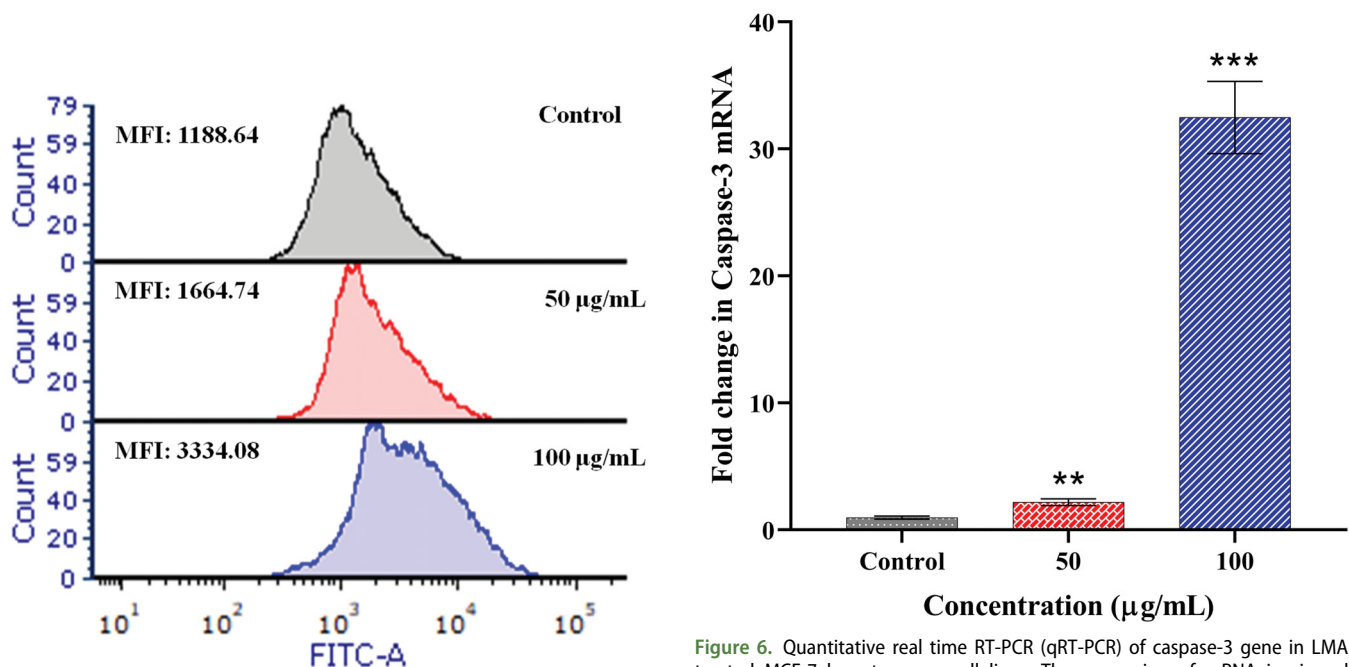 79
59
40
20
0
Count
MFI: 1188.64
Control
59
40
20
0
Count
MFI: 1664.74
50 µg/mL
59
40
20
0
Count
MFI: 3334.08
100 µg/mL
10¹ 10² 10³ 10⁴ 10⁵
FITC-A
40
30
20
10
0
Fold change in Caspase-3 mRNA
**
***
Control 50 100
Concentration (µg/mL)
Figure 6. Quantitative real time RT-PCR (qRT-PCR) of caspase-3 gene in LMA